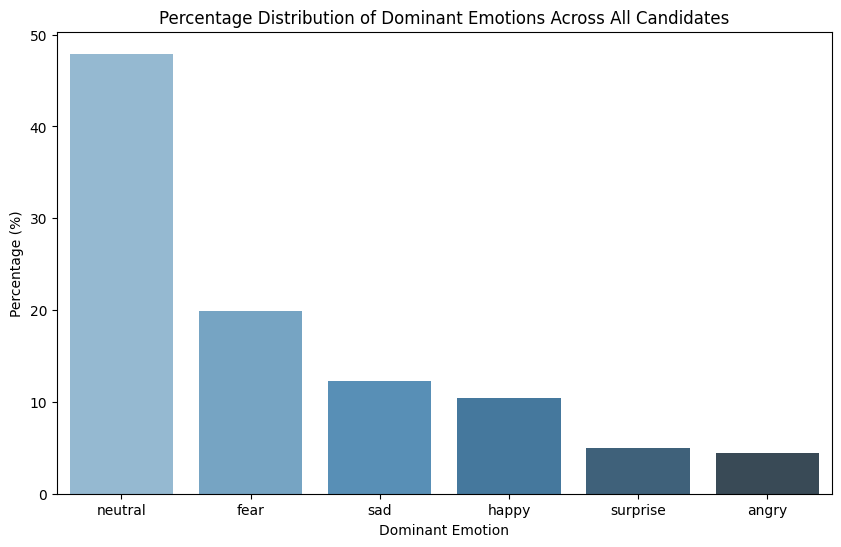 Percentage Distribution of Dominant Emotions Across All Candidates
50
40
30
20
10
0
Percentage (%)
neutral fear sad happy surprise angry
Dominant Emotion